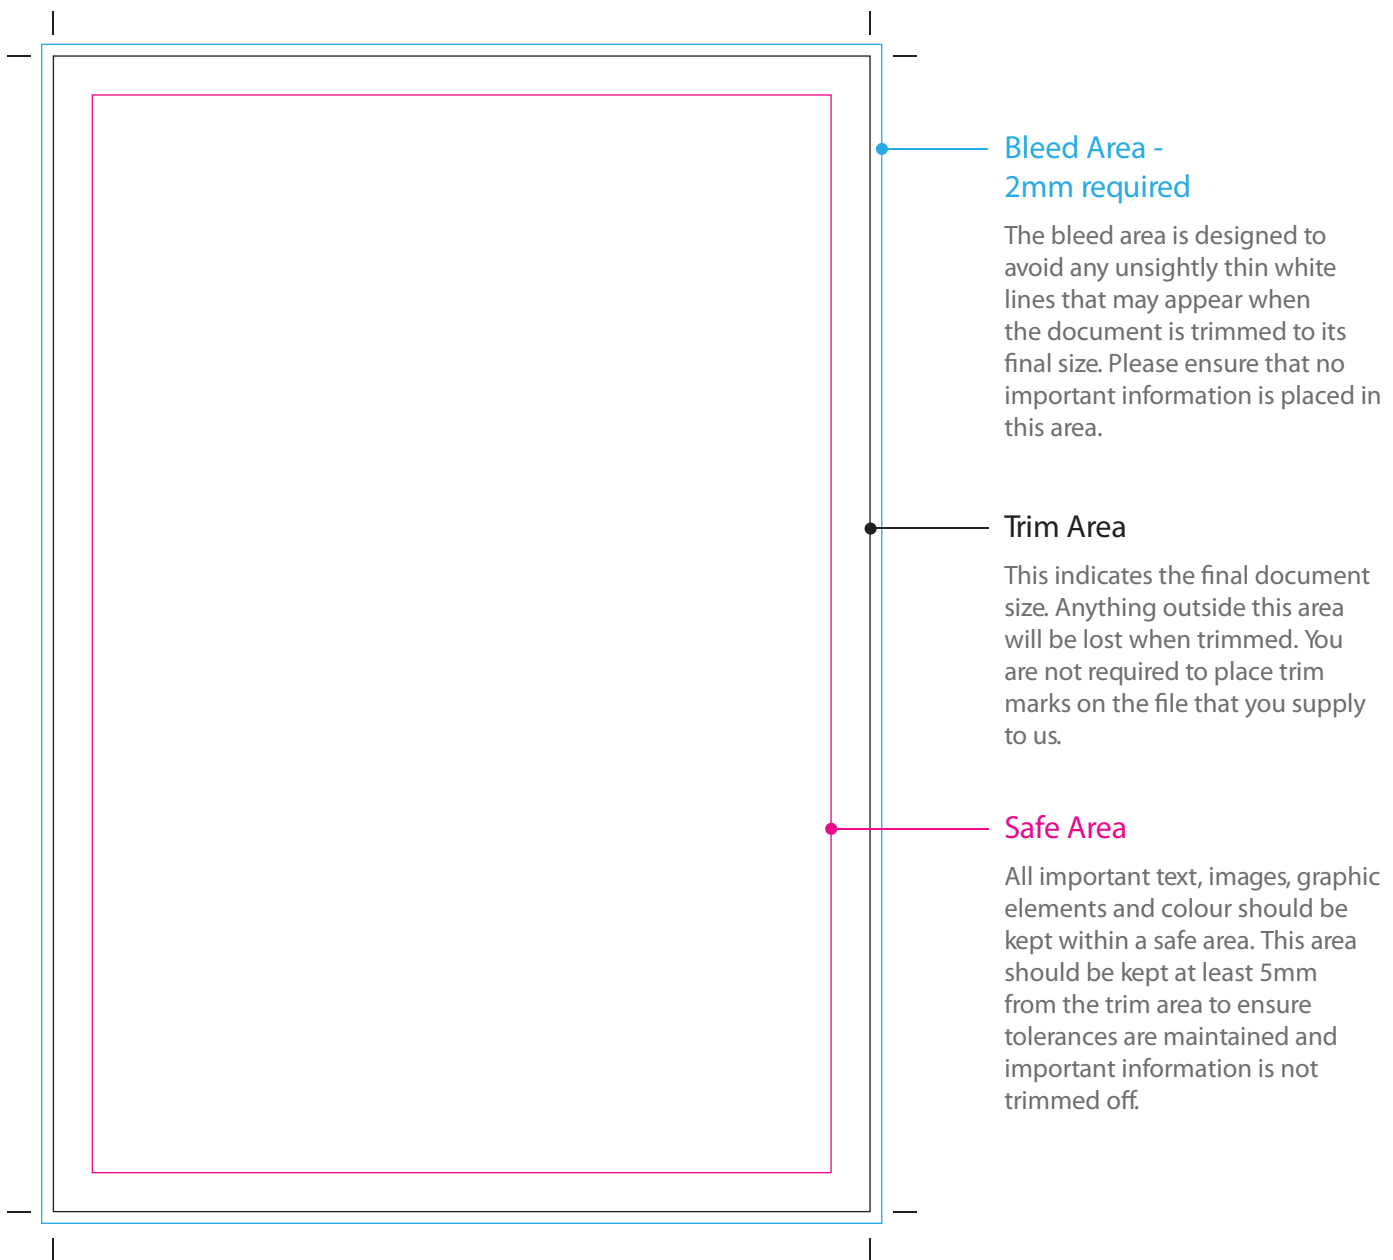 Bleed Area -
2mm required
The bleed area is designed to
avoid any unsightly thin white
lines that may appear when
the document is trimmed to its
final size. Please ensure that no
important information is placed in
this area.
Trim Area
This indicates the final document
size. Anything outside this area
will be lost when trimmed. You
are not required to place trim
marks on the file that you supply
to us.
Safe Area
All important text, images, graphic
elements and colour should be
kept within a safe area. This area
should be kept at least 5mm
from the trim area to ensure
tolerances are maintained and
important information is not
trimmed off.